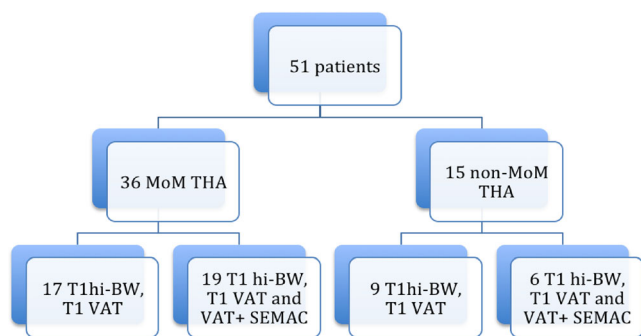 51 patients
36 MoM THA
15 non-MoM
THA
17 T1hi-BW,
T1 VAT
19 T1 hi-BW,
T1 VAT and
VAT+ SEMAC
9 T1hi-BW,
T1 VAT
6 T1 hi-BW,
T1 VAT and
VAT+ SEMAC